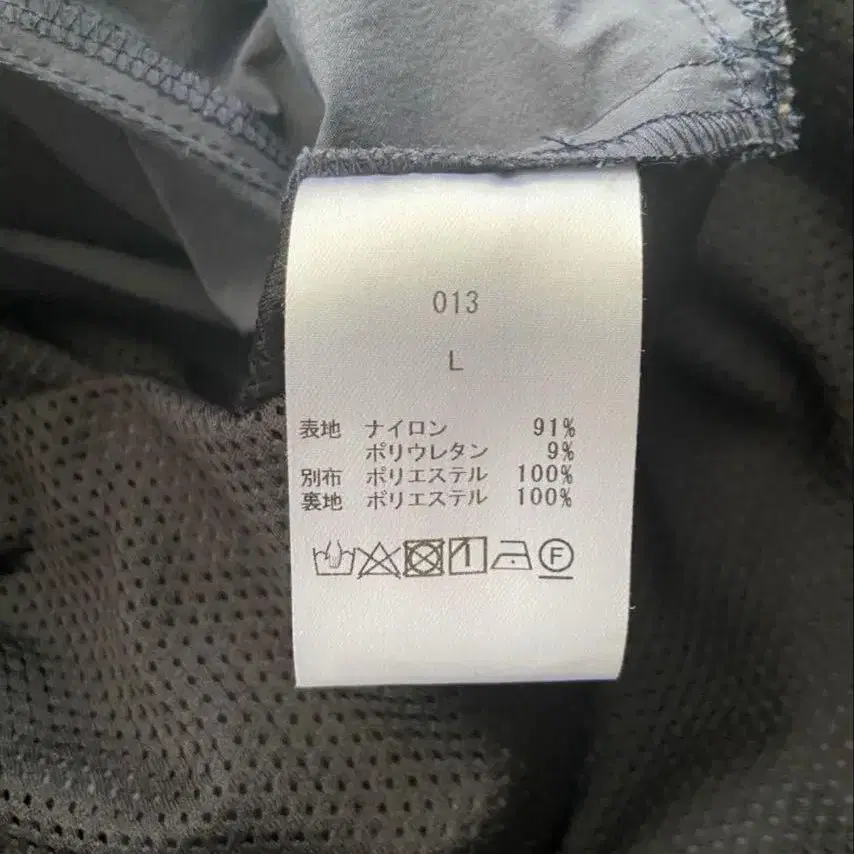 013
L
表地 ナイロン 91%
ポリウレタン 9%
別布 ポリエステル 100%
裏地 ポリエステル 100%
F